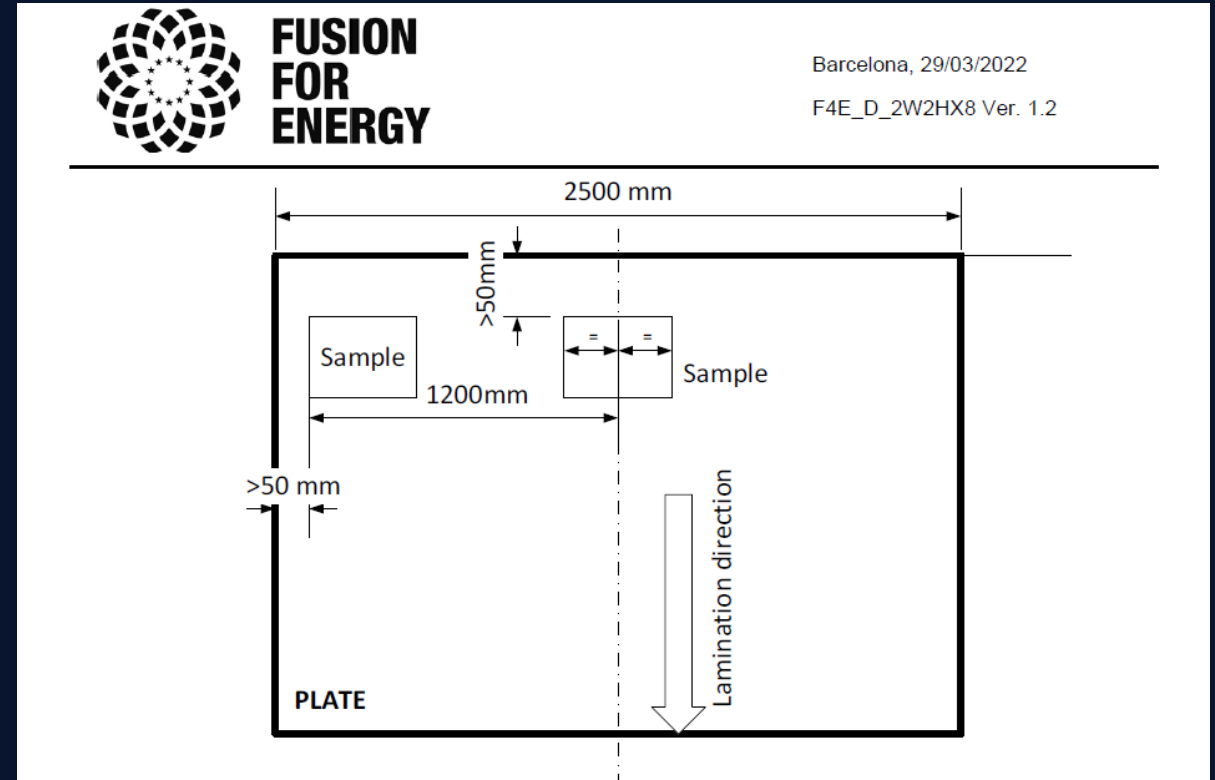 FUSION
FOR
ENERGY
Barcelona, 29/03/2022
F4E_D_2W2HX8 Ver. 1.2
2500 mm
>50mm
= =
Sample
Sample
1200mm
>50 mm
Lamination direction
PLATE